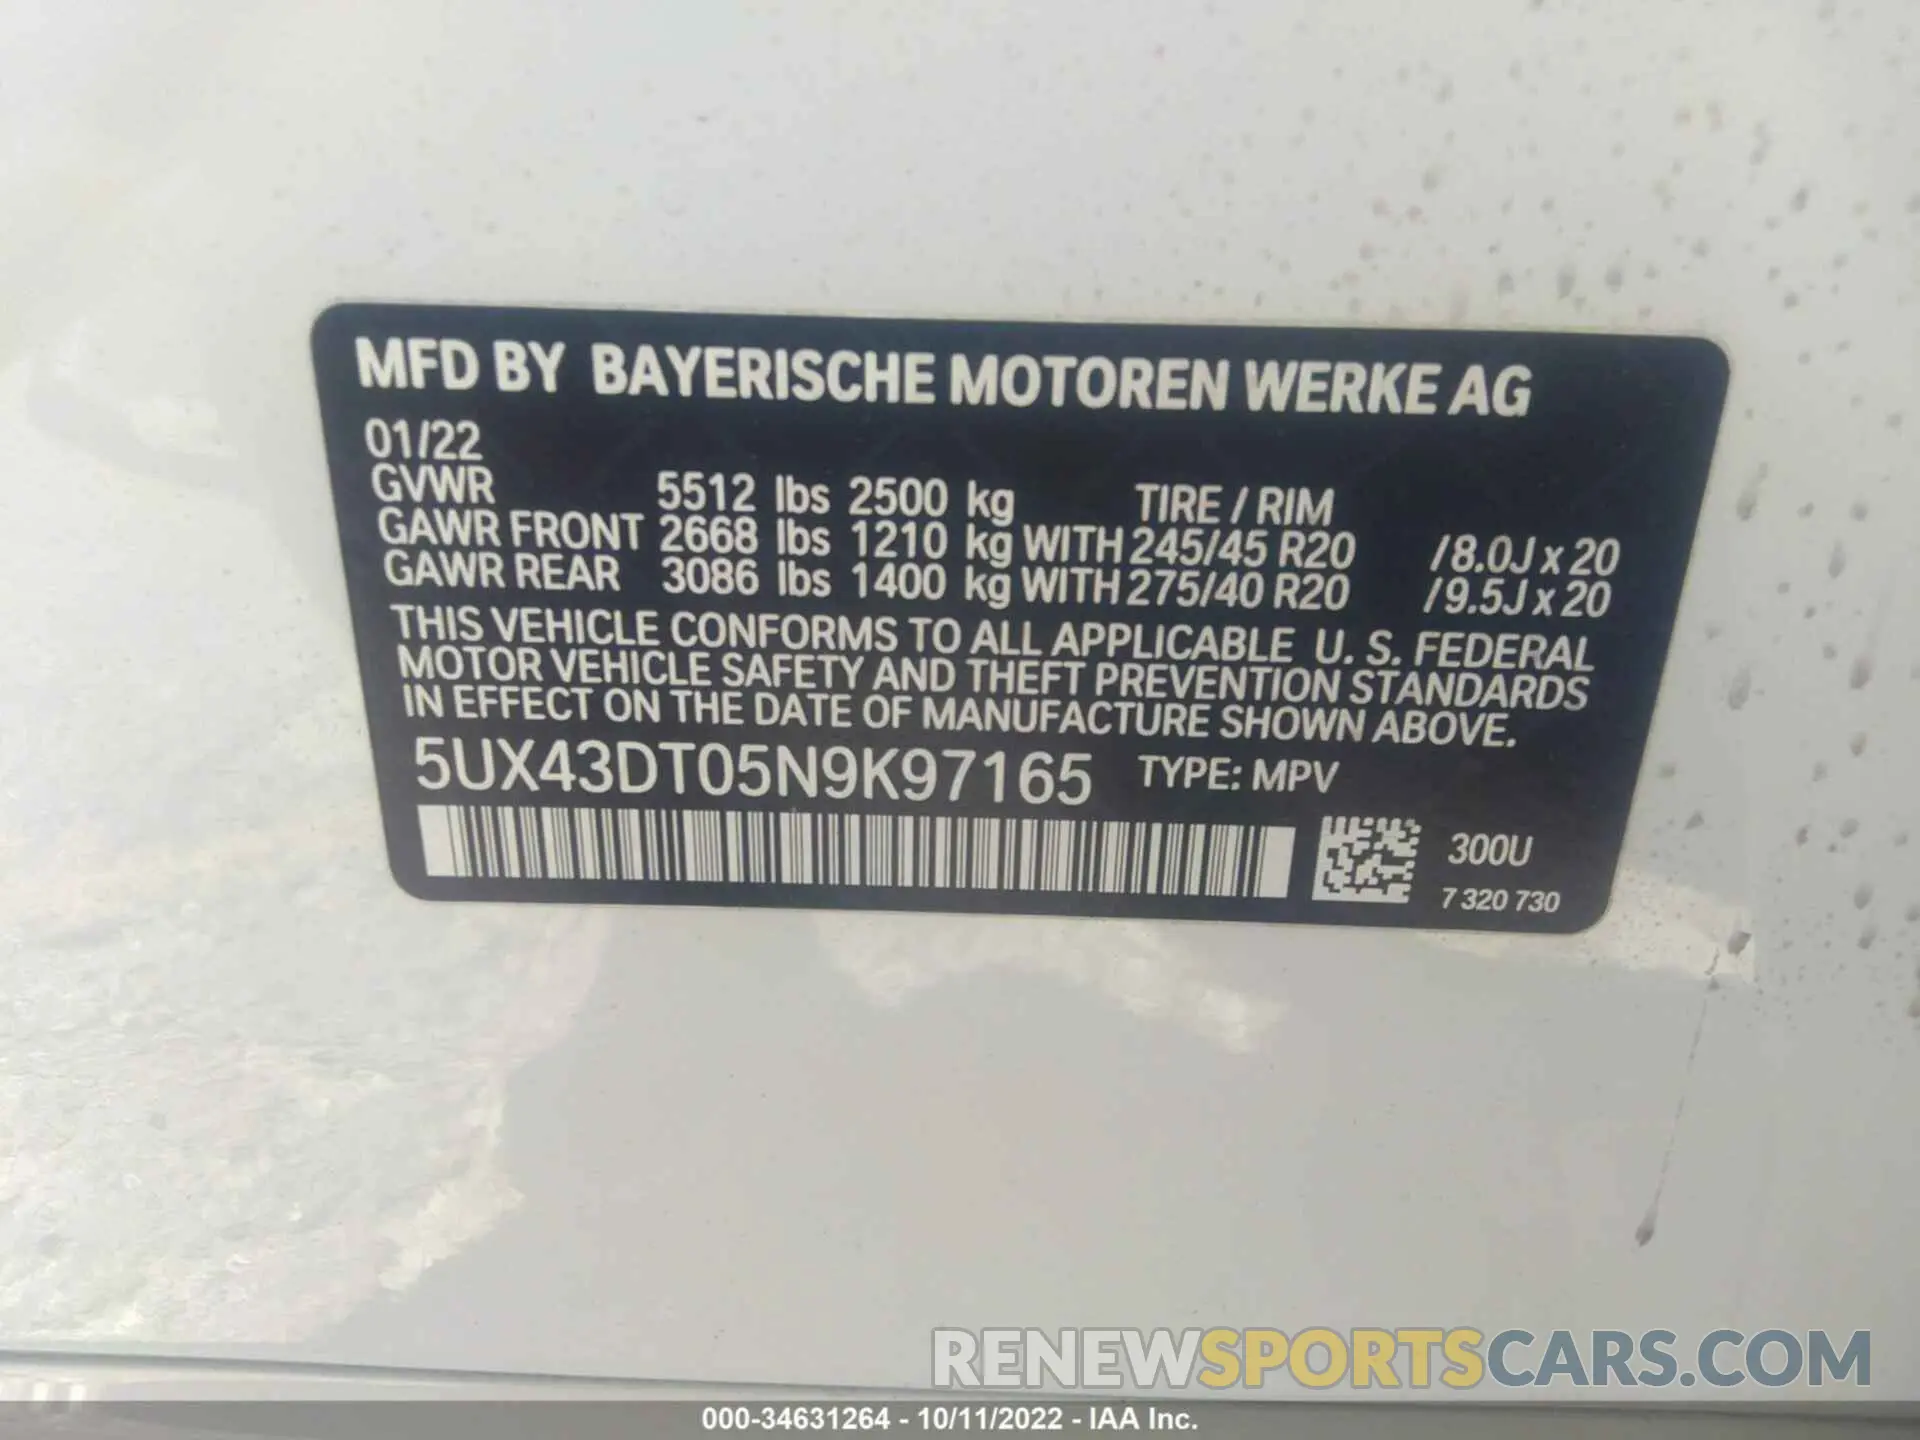 MFD BY BAYERISCHE MOTOREN WERKE AG
01/22
GVWR 5512 lbs 2500 kg TIRE / RIM
GAWR FRONT 2668 lbs 1210 kg WITH 245/45 R20 /8.0J x 20
GAWR REAR 3086 lbs 1400 kg WITH 275/40 R20 /9.5J x 20
THIS VEHICLE CONFORMS TO ALL APPLICABLE U. S. FEDERAL
MOTOR VEHICLE SAFETY AND THEFT PREVENTION STANDARDS
IN EFFECT ON THE DATE OF MANUFACTURE SHOWN ABOVE.
5UX43DT05N9K97165 TYPE: MPV
300U
7 320 730
RENEWSPORTSCARS.COM
000-34631264 - 10/11/2022 - IAA Inc.